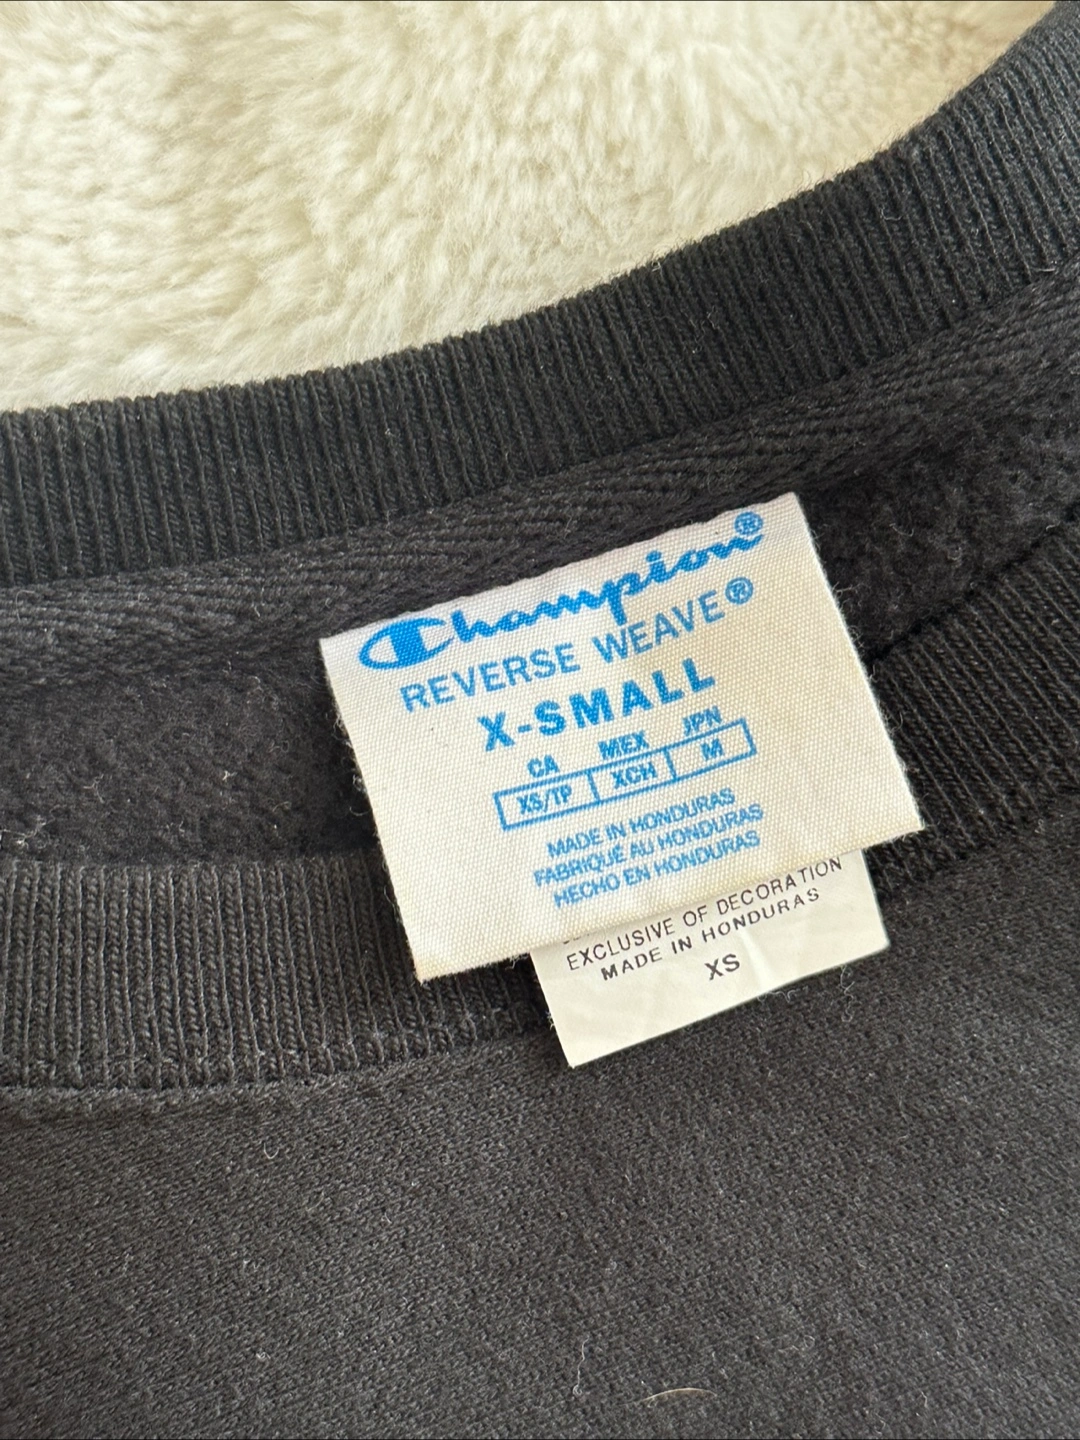 Champion®
REVERSE WEAVE®
X-SMALL
CA MEX JPN
XS/TP XCH M
MADE IN HONDURAS
FABRIQUÉ AU HONDURAS
HECHO EN HONDURAS
EXCLUSIVE OF DECORATION
MADE IN HONDURAS
XS